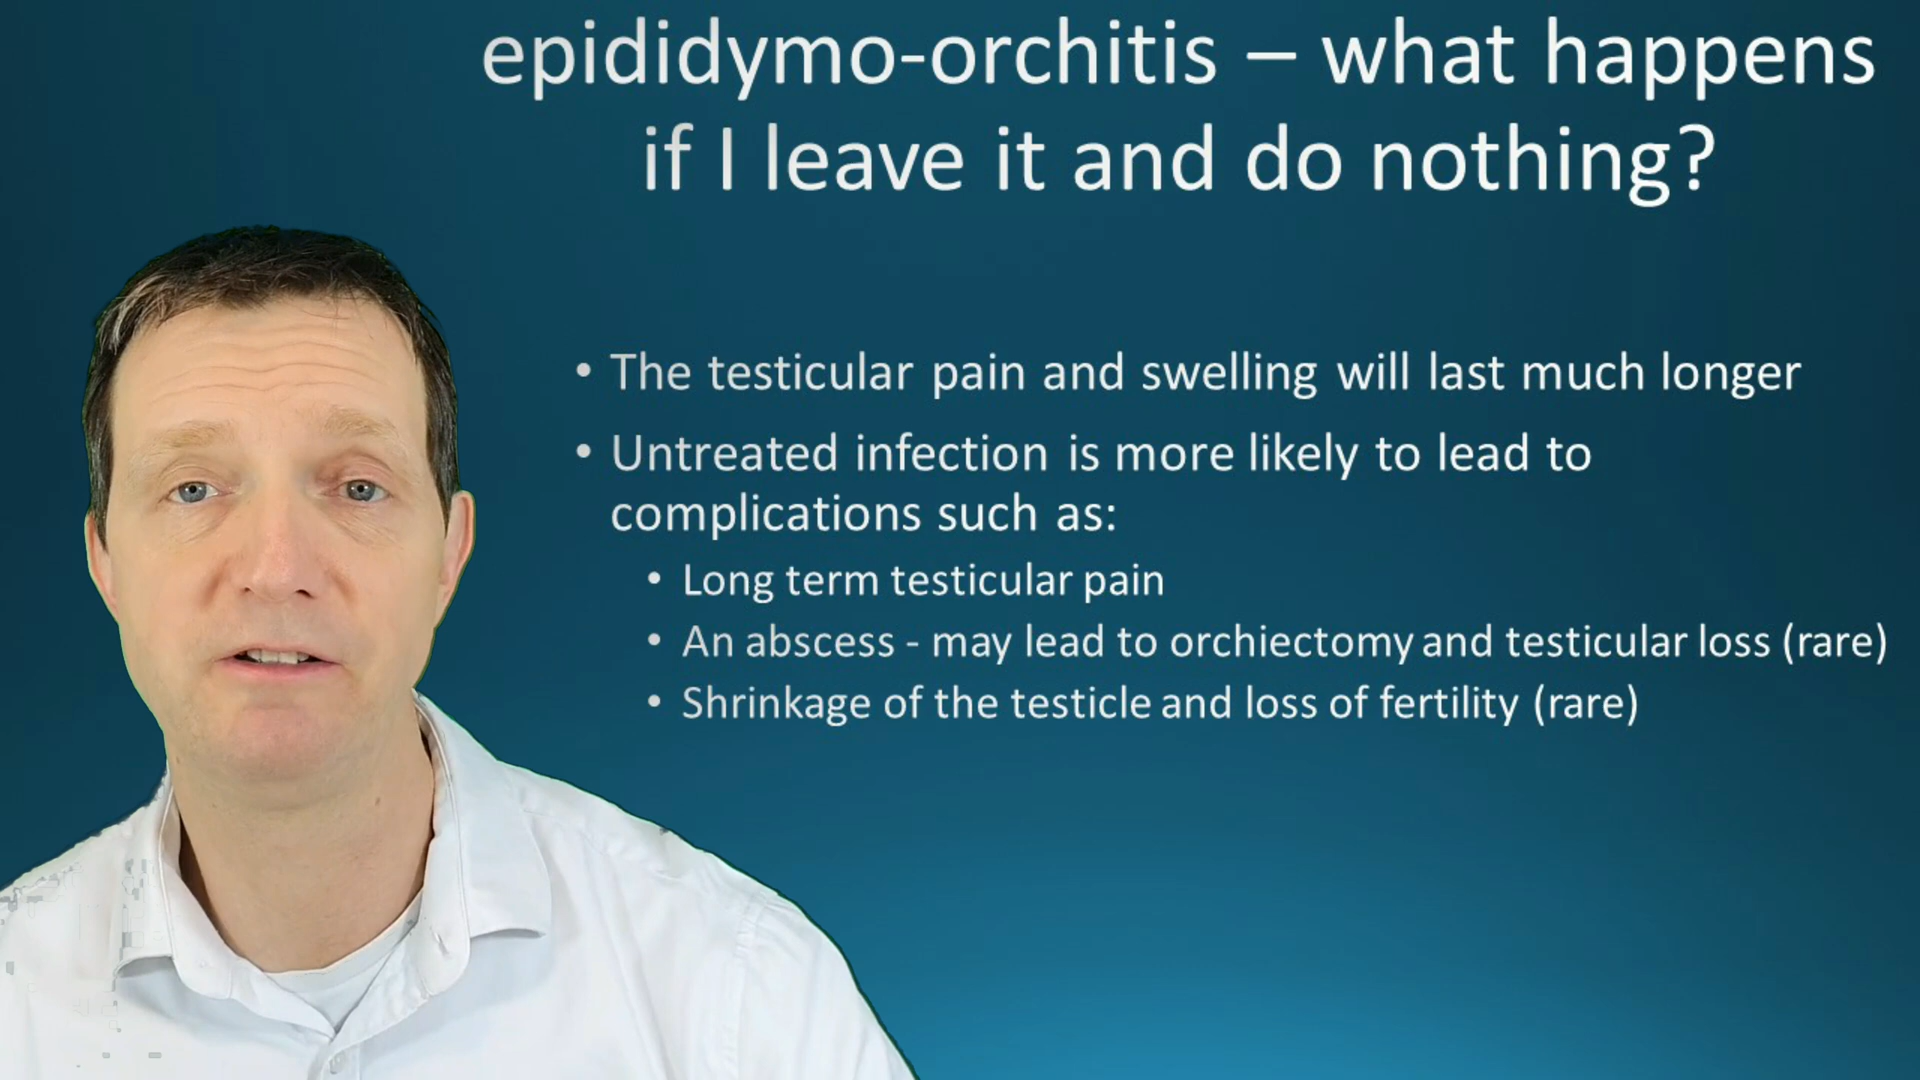 epididymo-orchitis – what happens
if I leave it and do nothing?
• The testicular pain and swelling will last much longer
• Untreated infection is more likely to lead to
complications such as:
• Long term testicular pain
• An abscess - may lead to orchiectomy and testicular loss (rare)
• Shrinkage of the testicle and loss of fertility (rare)